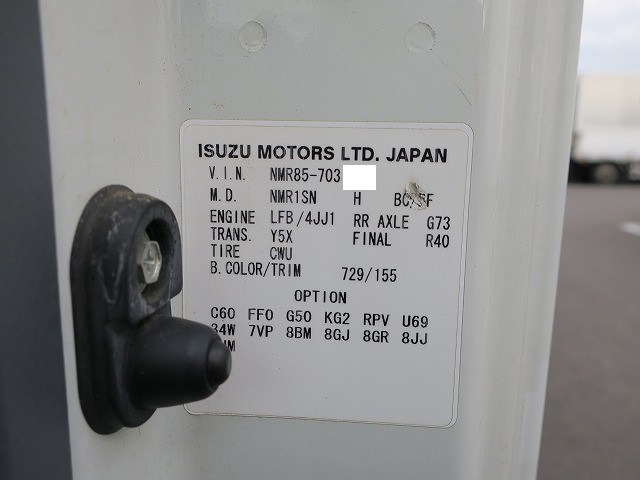 ISUZU MOTORS LTD. JAPAN
V.I.N. NMR85-703
M.D. NMR1SN H
ENGINE LFB/4JJ1 RR AXLE G73
TRANS. Y5X FINAL R40
TIRE CWU
B.COLOR/TRIM 729/155
OPTION
C60 FF0 G50 KG2 RPV U69
34W 7VP 8BM 8GJ 8GR 8JJ